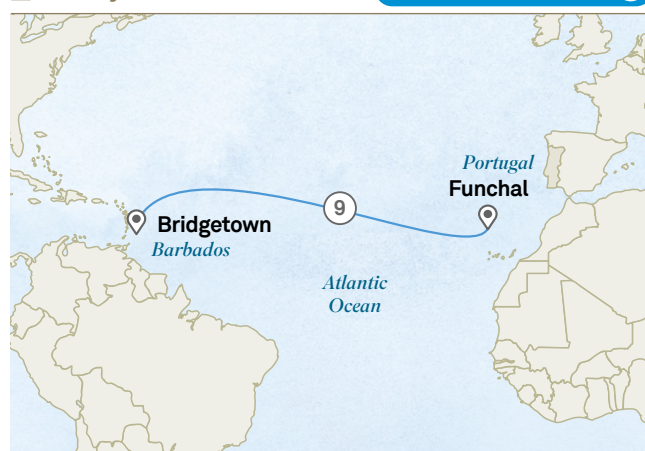 Portugal
Funchal
9
Bridgetown
Barbados
Atlantic
Ocean